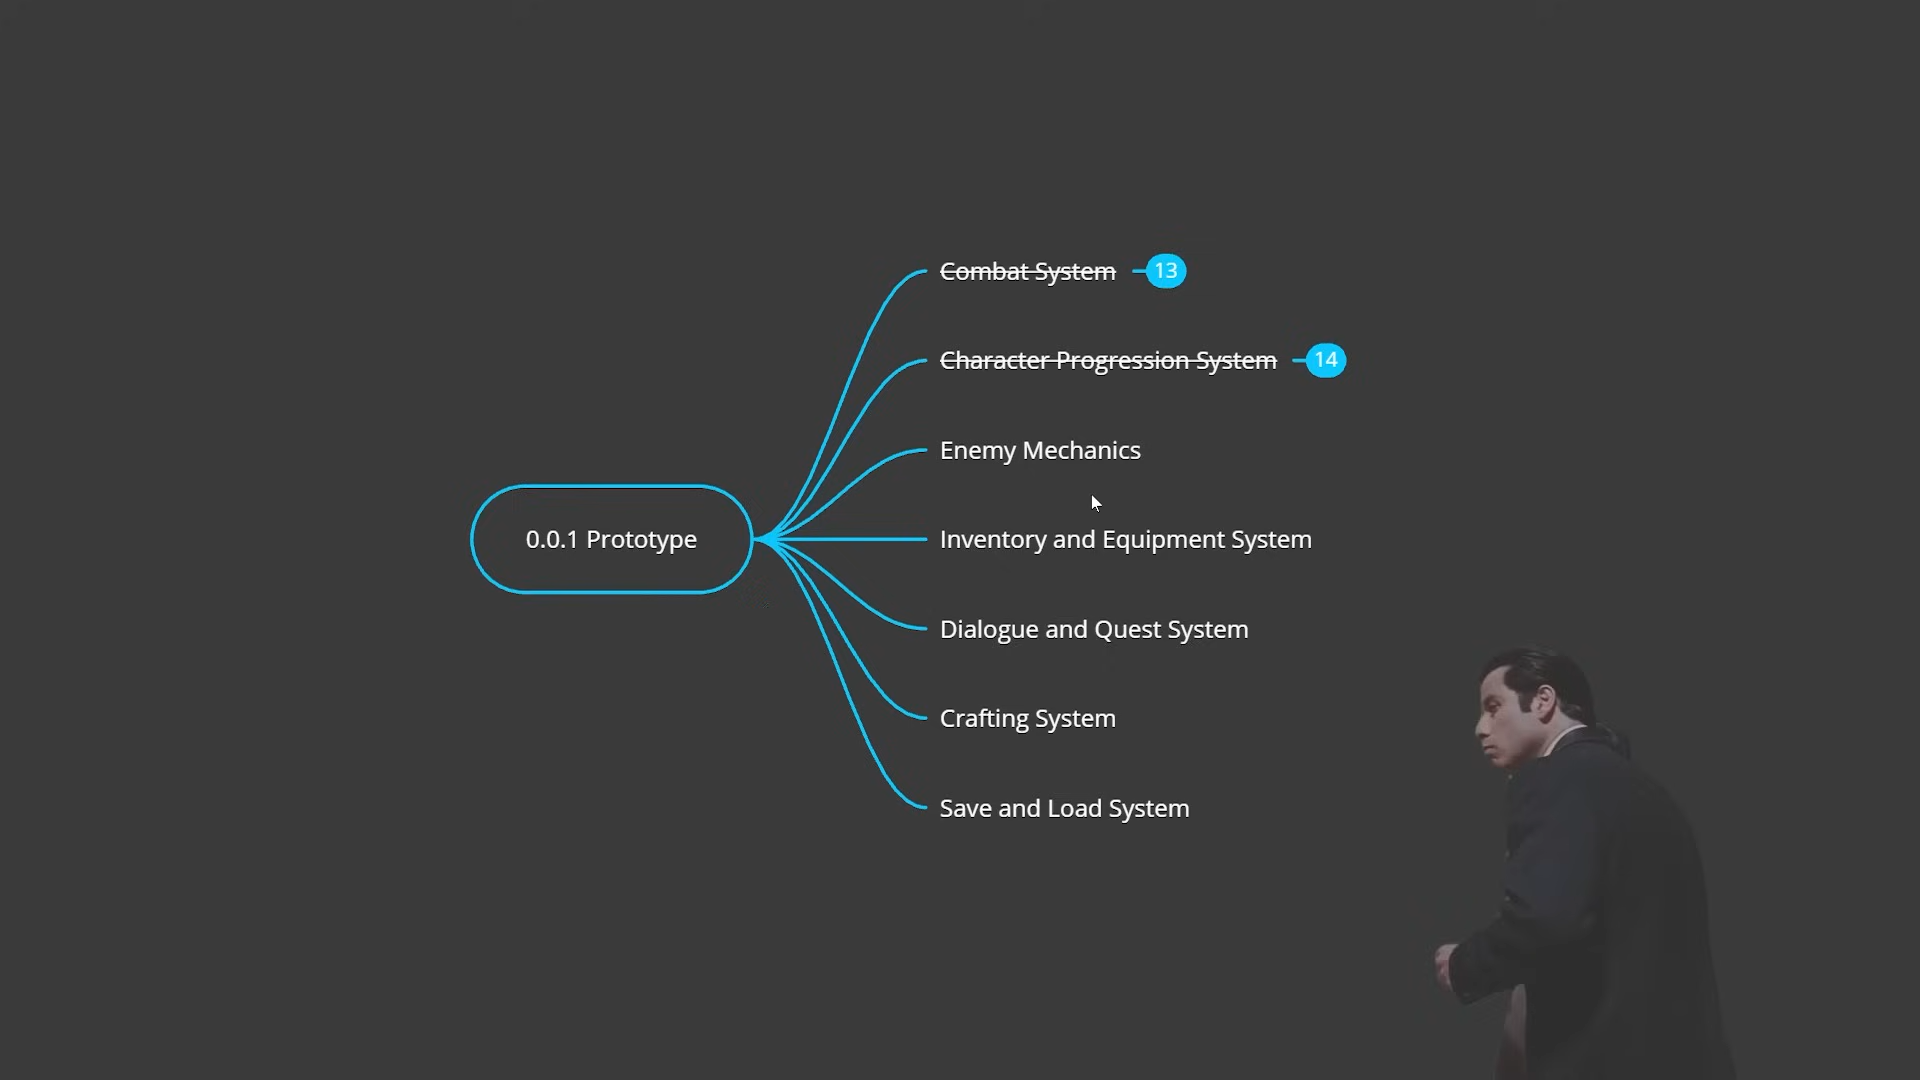 Combat System 13
Character Progression System 14
Enemy Mechanics
0.0.1 Prototype
Inventory and Equipment System
Dialogue and Quest System
Crafting System
Save and Load System